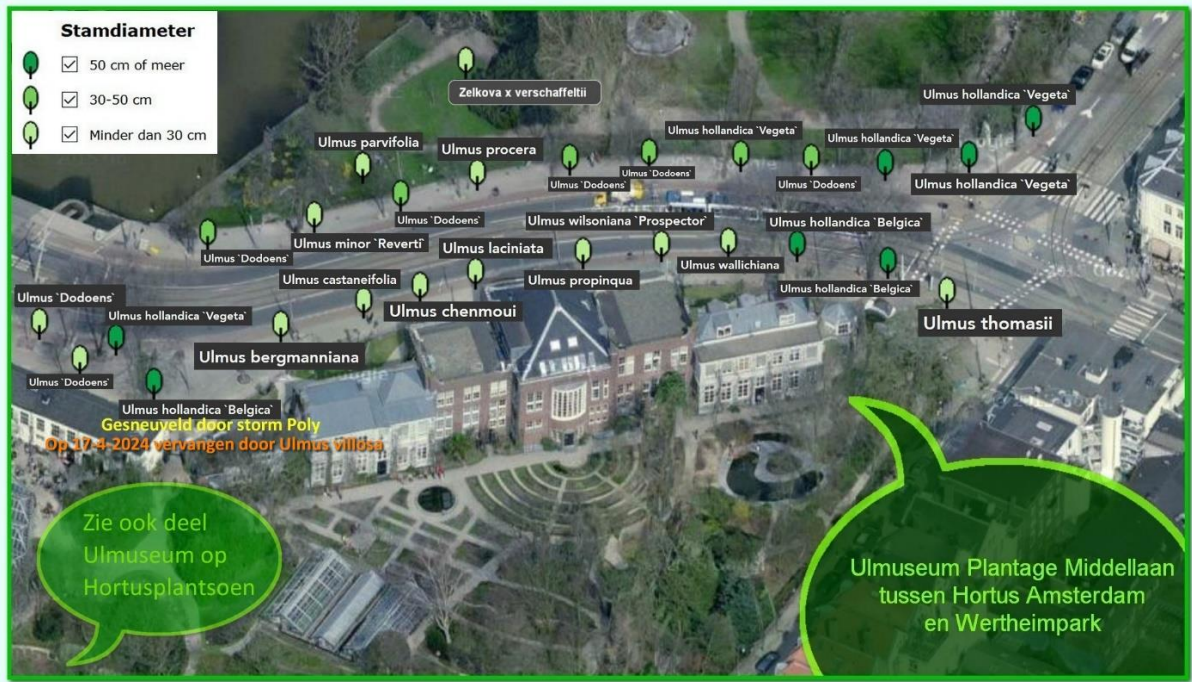 Stamdiameter
50 cm of meer
30-50 cm
Minder dan 30 cm
Zelkova x verschaffeltii
Ulmus hollandica `Vegeta`
Ulmus parvifolia
Ulmus procera
Ulmus hollandica `Vegeta`
Ulmus hollandica `Vegeta`
Ulmus `Dodoens`
Ulmus `Dodoens`
Ulmus `Dodoens`
Ulmus hollandica `Vegeta`
Ulmus `Dodoens`
Ulmus wilsoniana `Prospector`
Ulmus hollandica `Belgica`
Ulmus minor `Reverti`
Ulmus laciniata
Ulmus `Dodoens`
Ulmus castaneifolia
Ulmus propinqua
Ulmus wallichiana
Ulmus hollandica `Belgica`
Ulmus `Dodoens`
Ulmus hollandica `Vegeta`
Ulmus chenmoui
Ulmus thomasii
Ulmus bergmanniana
Ulmus `Dodoens`
Ulmus hollandica `Belgica`
Gesneuveld door storm Poly
Op 17-4-2024 vervangen door Ulmus villosa
Zie ook deel
Ulmuseum op
Hortusplantsoen
Ulmuseum Plantage Middellaan
tussen Hortus Amsterdam
en Wertheimpark